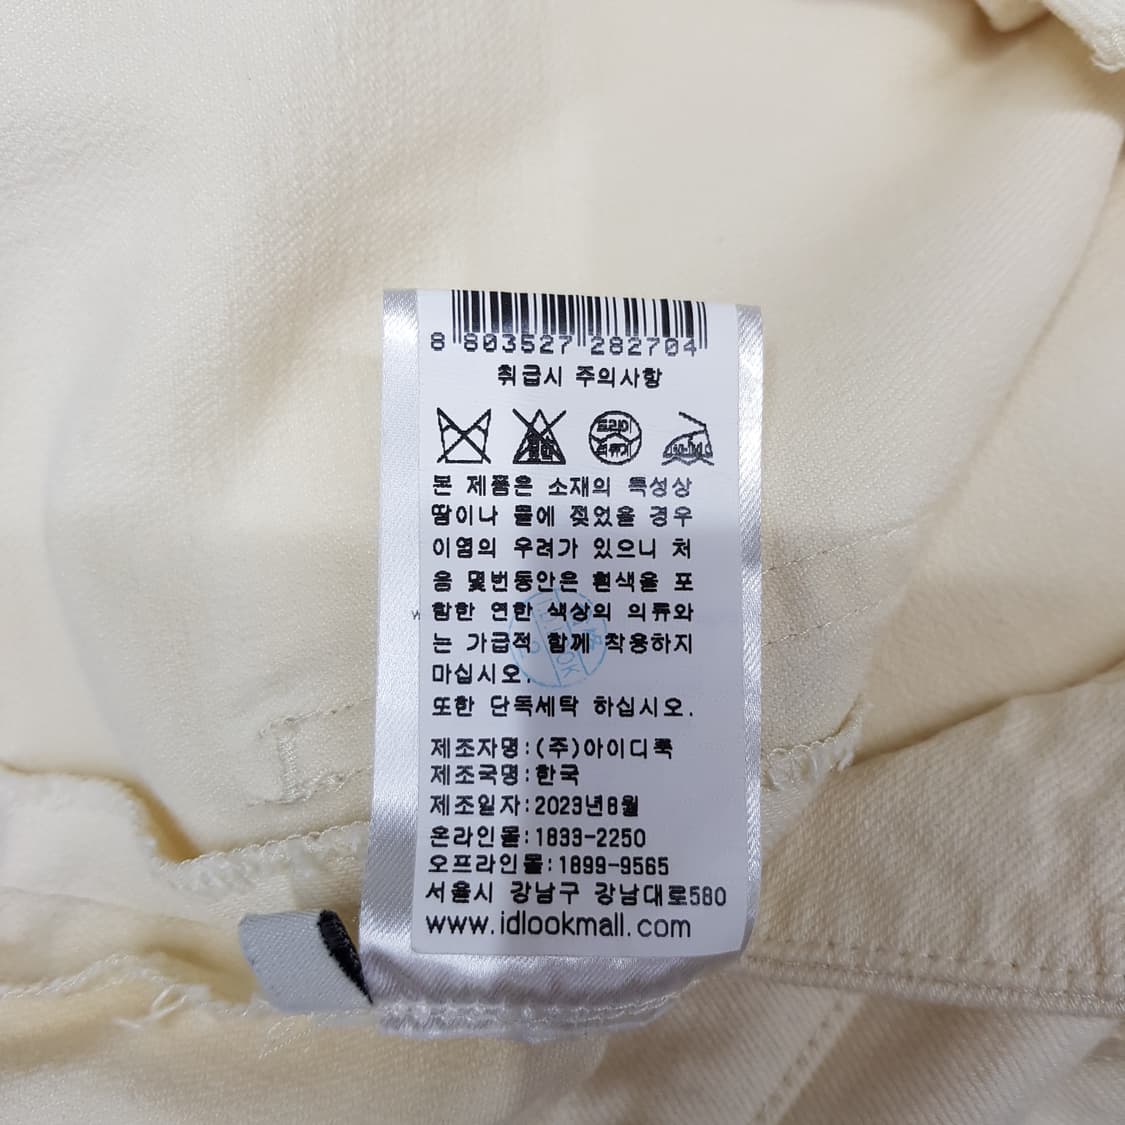 8 803527 282704
취급시 주의사항
드라이
석유계
본 제품은 소재의 특성상
땀이나 물에 젖었을 경우
이염의 우려가 있으니 처
음 몇번동안은 흰색을 포
함한 연한 색상의 의류와
는 가급적 함께 착용하지
마십시오.
또한 단독세탁 하십시오.
제조자명:(주)아이디룩
제조국명:한국
제조일자:2023년8월
온라인몰:1833-2250
오프라인몰:1899-9565
서울시 강남구 강남대로580
www.idlookmall.com